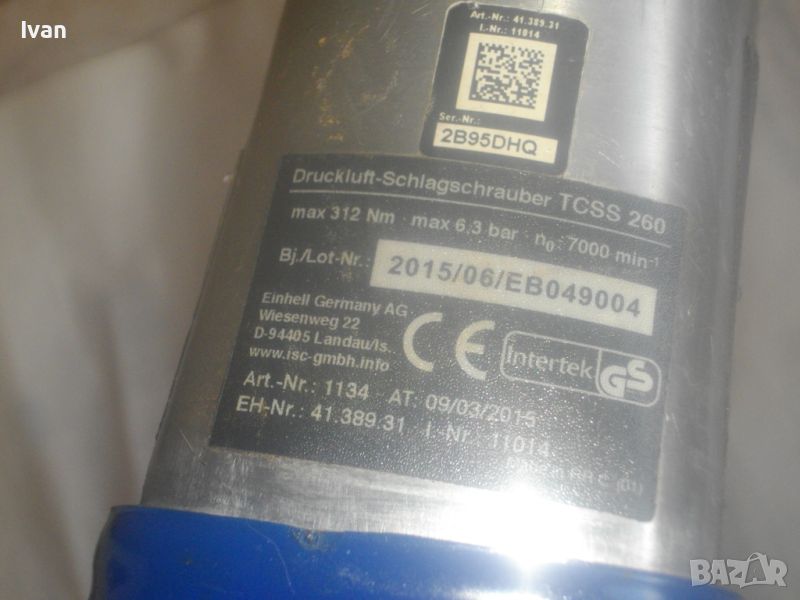 Ivan
Art.-Nr.: 41.389.31
I.-Nr.: 11014
Ser.-Nr.:
2B95DHQ
Druckluft-Schlagschrauber TCSS 260
max 312 Nm · max 6,3 bar · n0 : 7000 min-1
Bj./Lot-Nr.: 2015/06/EB049004
Einhell Germany AG
Wiesenweg 22
D-94405 Landau/Is.
www.isc-gmbh.info
CE
Intertek GS
Art.-Nr.: 1134 AT: 09/03/2015
EH-Nr.: 41.389.31 I.-Nr.: 11014
BAZAR